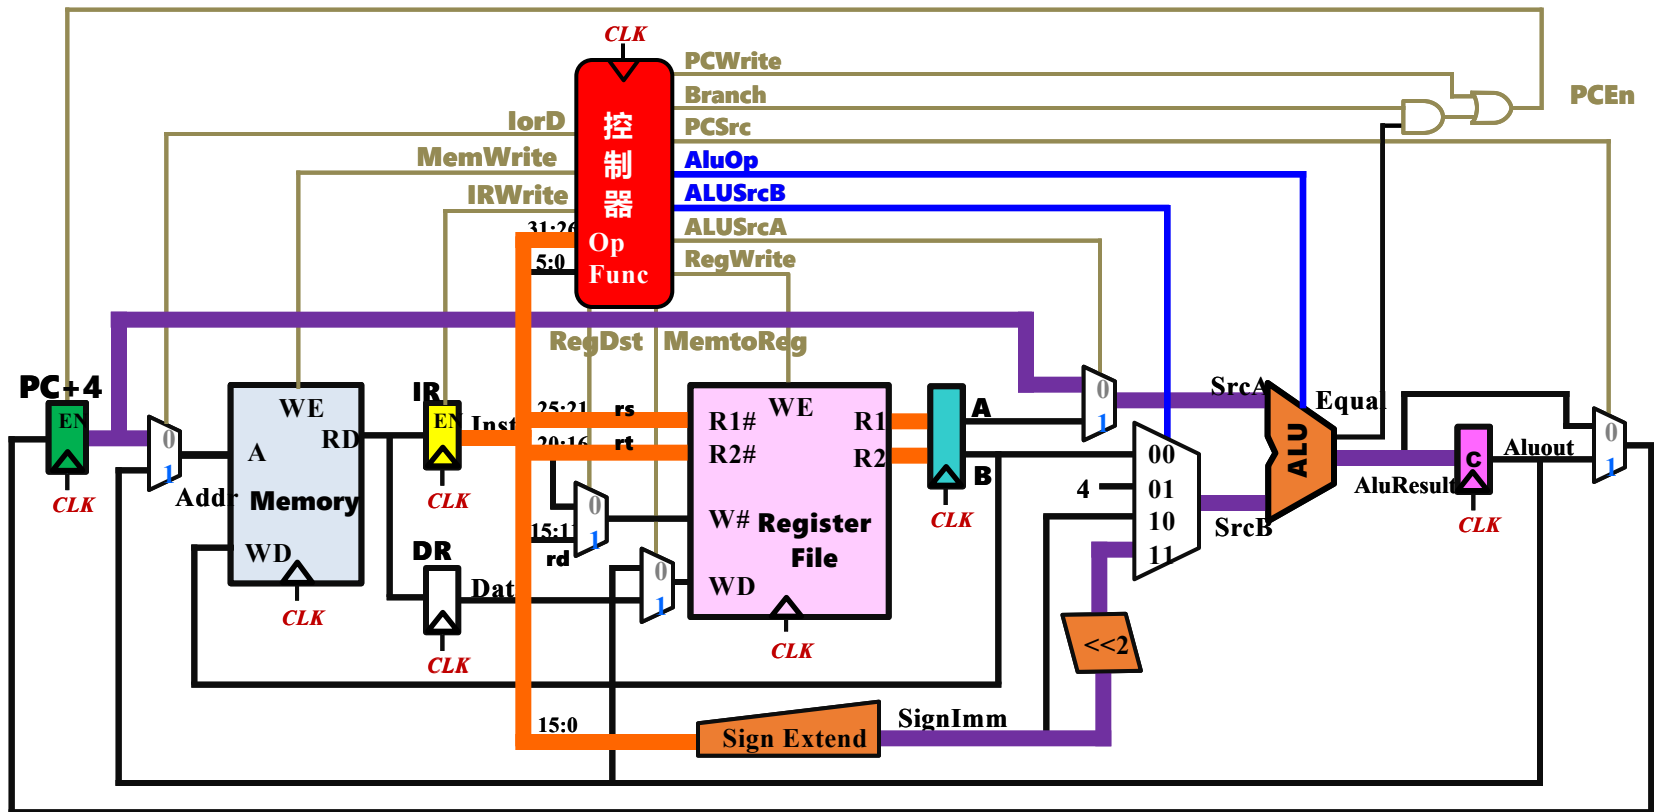 CLK
PCWrite
Branch
PCEn
IorD
控
制
器
PCSrc
MemWrite
AluOp
IRWrite
ALUSrcB
31:26
Op
ALUSrcA
5:0
Func
RegWrite
RegDst
MemtoReg
PC+4
EN
CLK
0
1
Addr
WE
RD
A
Memory
WD
CLK
IR
EN
CLK
Inst
DR
CLK
Dat
25:21
rs
20:16
rt
15:11
rd
0
1
0
1
WE
R1#
R1
R2#
R2
W#
Register
File
WD
CLK
A
B
CLK
0
1
SrcA
00
4
01
10
11
SrcB
ALU
Equal
AluResult
C
CLK
Aluout
0
1
<<2
15:0
Sign Extend
SignImm